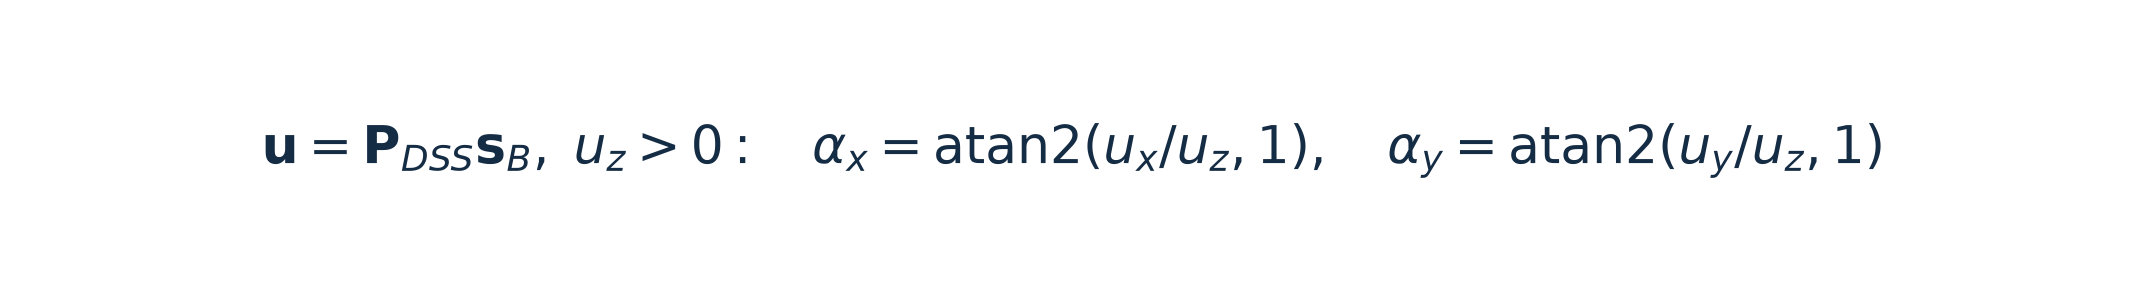 𝐮 = 𝐏_{DSS}𝐬_B, u_z > 0 : α_x = atan2(u_x/u_z, 1), α_y = atan2(u_y/u_z, 1)